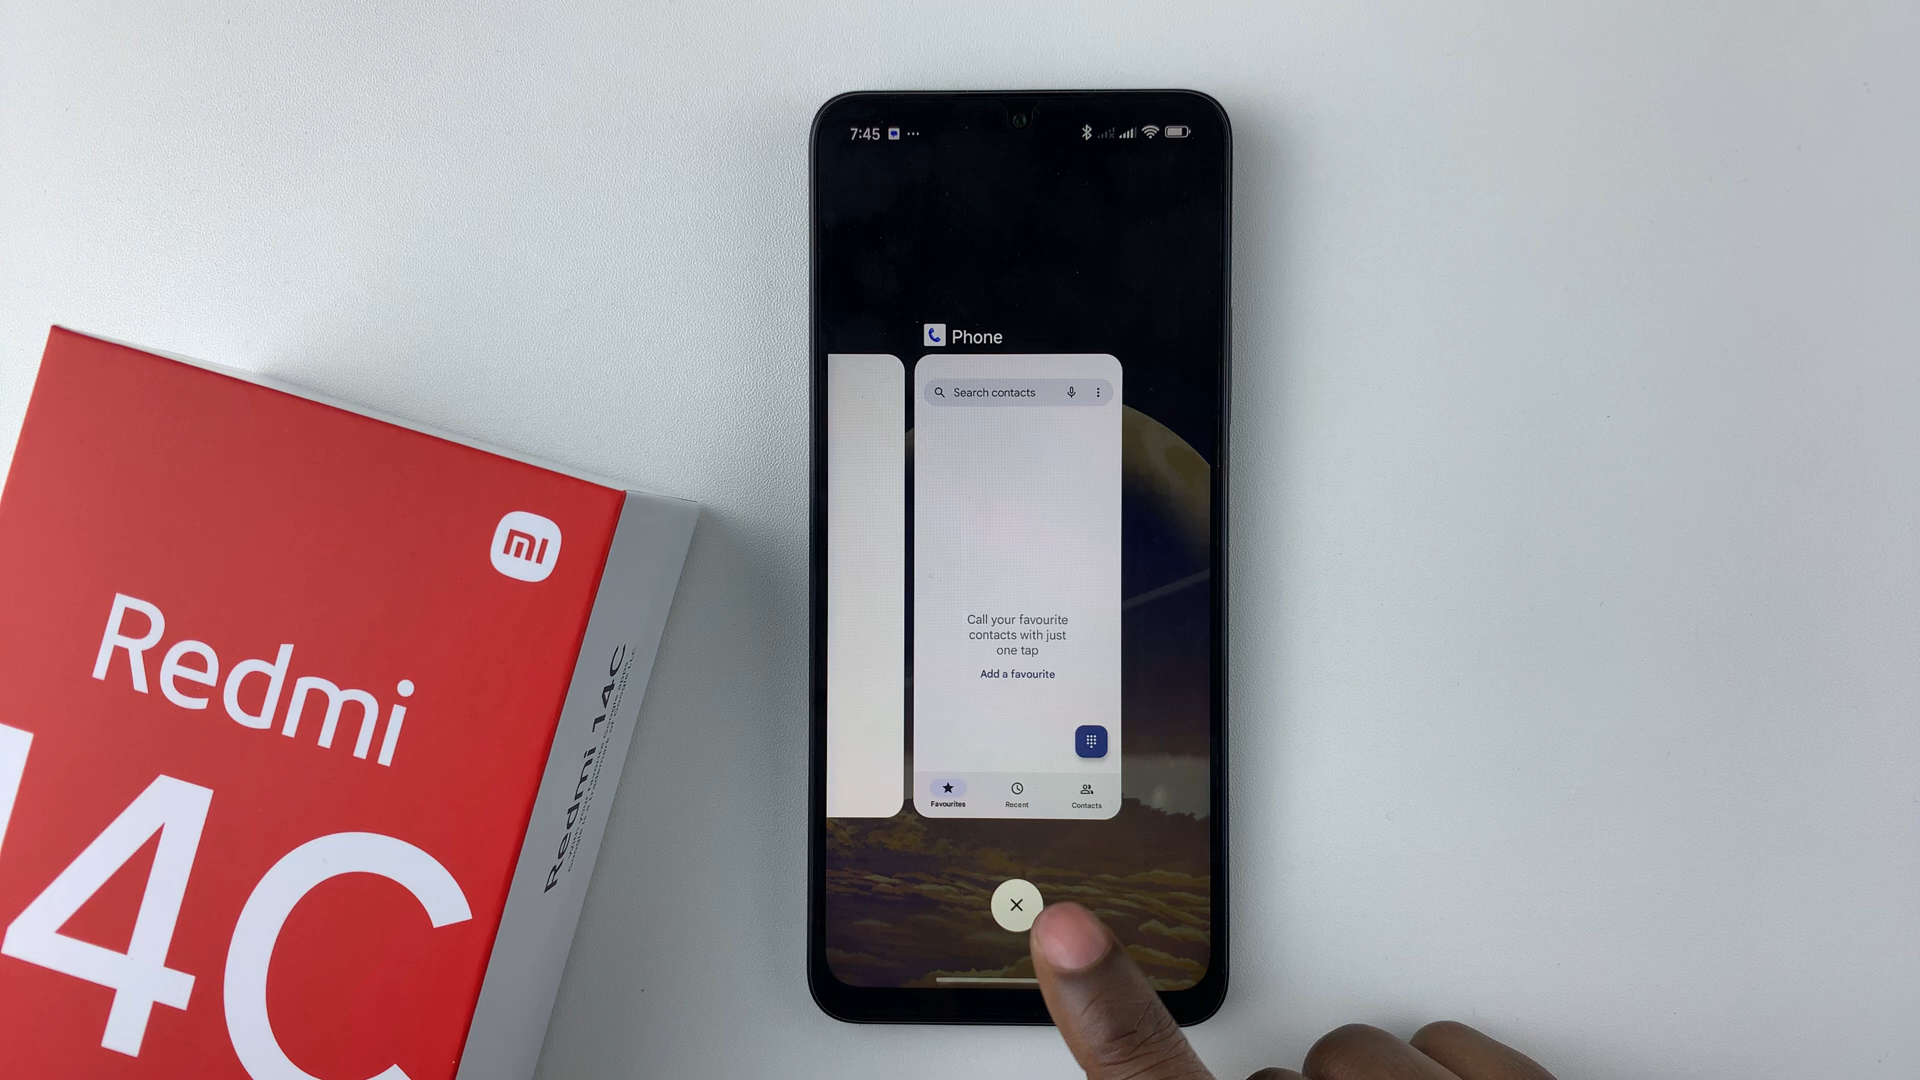 7:45
Phone
Search contacts
Call your favourite
contacts with just
one tap
Add a favourite
Favourites
Recent
Contacts
mi
Redmi
14C
Redmi 14C